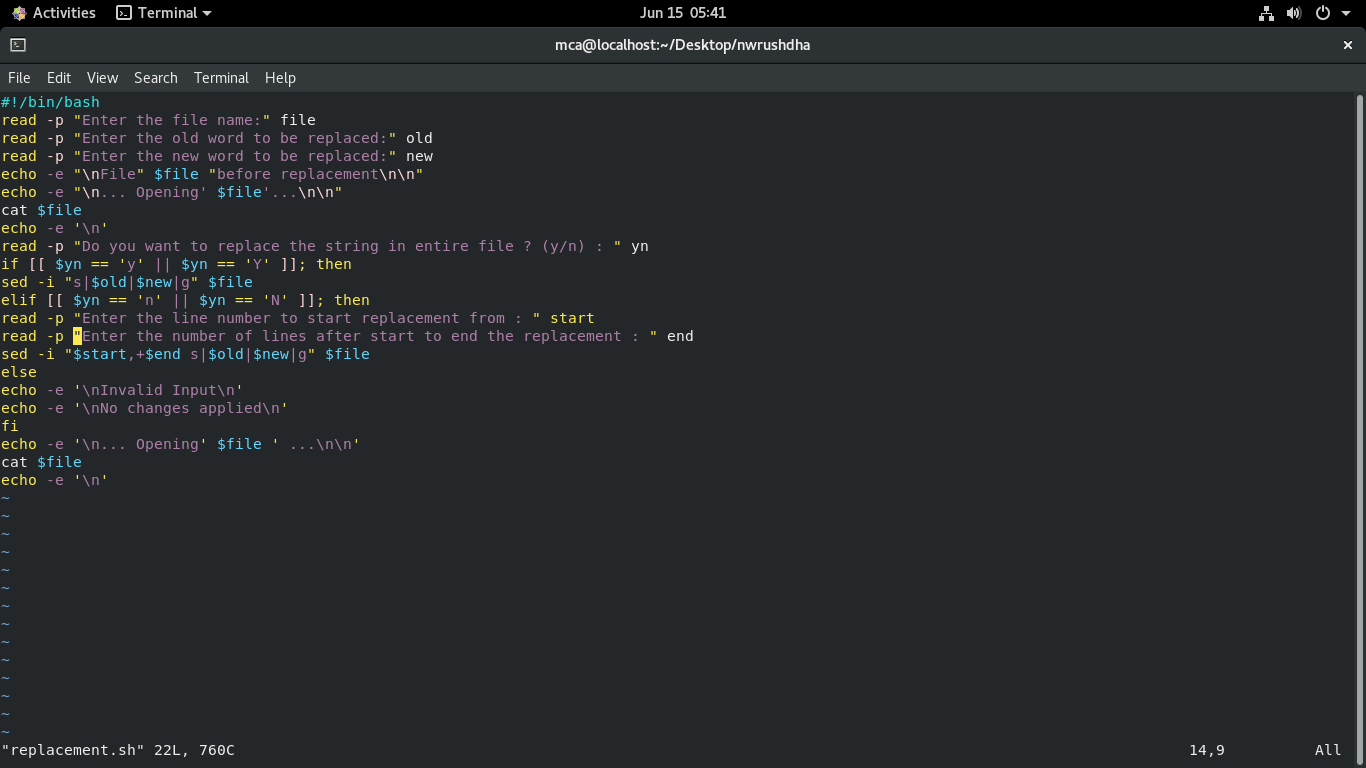 Activities Terminal Jun 15 05:41
mca@localhost:~/Desktop/nwrushdha ×
File Edit View Search Terminal Help
#!/bin/bash
read -p "Enter the file name:" file
read -p "Enter the old word to be replaced:" old
read -p "Enter the new word to be replaced:" new
echo -e "\nFile" $file "before replacement\n\n"
echo -e "\n... Opening' $file'...\n\n"
cat $file
echo -e '\n'
read -p "Do you want to replace the string in entire file ? (y/n) : " yn
if [[ $yn == 'y' || $yn == 'Y' ]]; then
sed -i "s|$old|$new|g" $file
elif [[ $yn == 'n' || $yn == 'N' ]]; then
read -p "Enter the line number to start replacement from : " start
read -p "Enter the number of lines after start to end the replacement : " end
sed -i "$start,+$end s|$old|$new|g" $file
else
echo -e '\nInvalid Input\n'
echo -e '\nNo changes applied\n'
fi
echo -e '\n... Opening' $file ' ...\n\n'
cat $file
echo -e '\n'
~
~
~
~
~
~
~
~
~
~
~
~
~
~
"replacement.sh" 22L, 760C 14,9 All